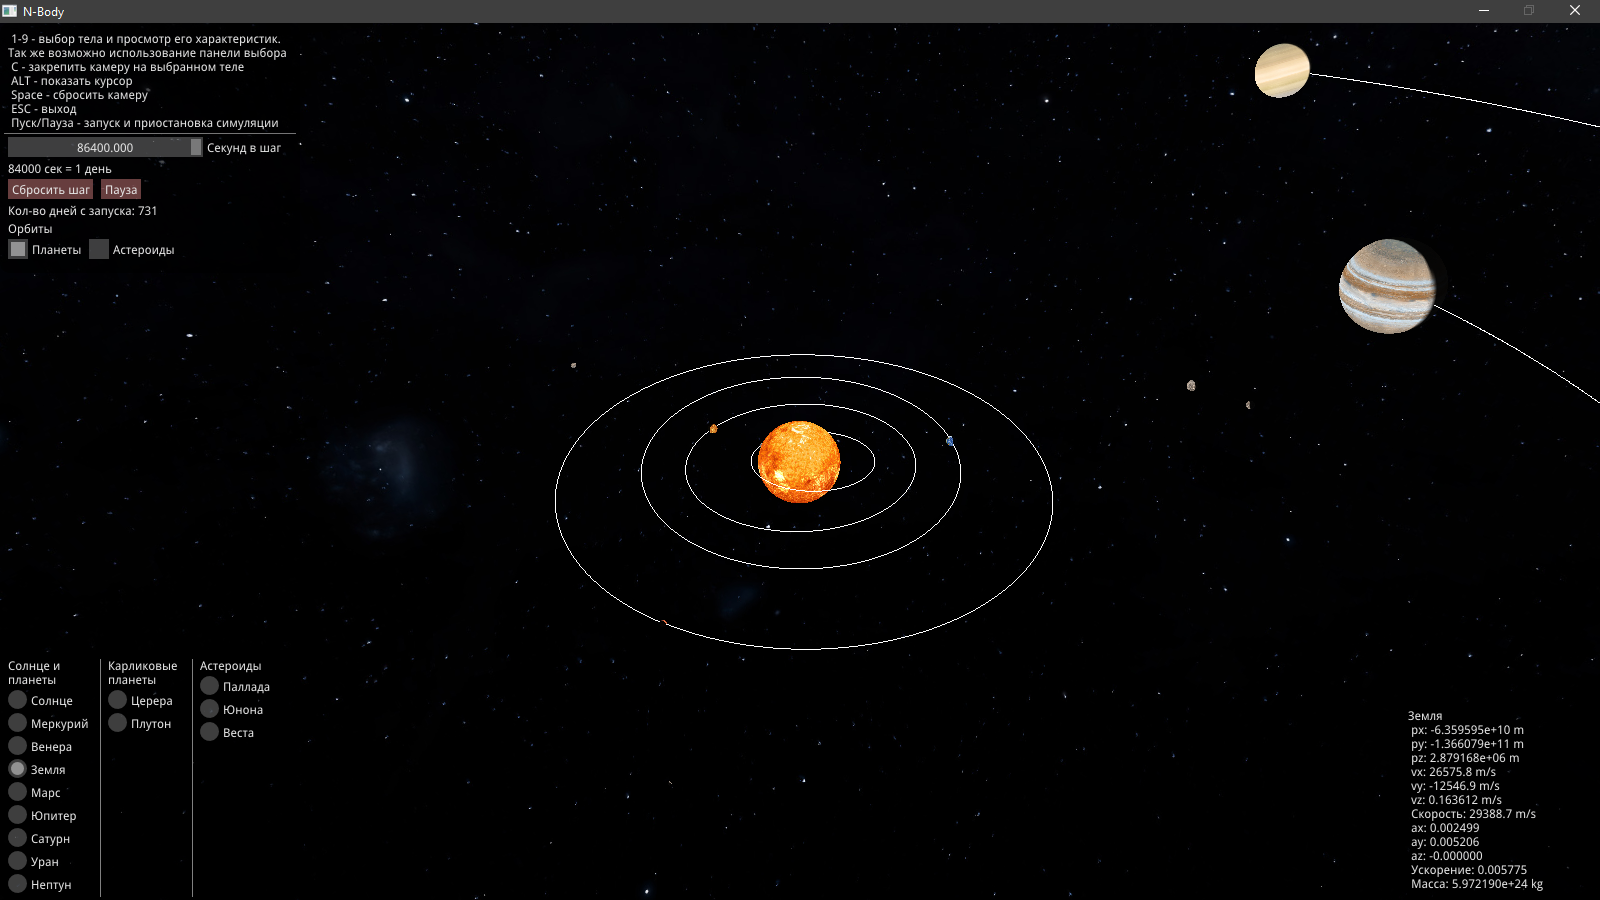 N-Body
1-9 - выбор тела и просмотр его характеристик.
Так же возможно использование панели выбора
C - закрепить камеру на выбранном теле
ALT - показать курсор
Space - сбросить камеру
ESC - выход
Пуск/Пауза - запуск и приостановка симуляции
86400.000 Секунд в шаг
84000 сек = 1 день
Сбросить шаг Пауза
Кол-во дней с запуска: 731
Орбиты
Планеты Астероиды
Солнце и
планеты
Солнце
Меркурий
Венера
Земля
Марс
Юпитер
Сатурн
Уран
Нептун
Карликовые
планеты
Церера
Плутон
Астероиды
Паллада
Юнона
Веста
Земля
px: -6.359595e+10 m
py: -1.366079e+11 m
pz: 2.879168e+06 m
vx: 26575.8 m/s
vy: -12546.9 m/s
vz: 0.163612 m/s
Скорость: 29388.7 m/s
ax: 0.002499
ay: 0.005206
az: -0.000000
Ускорение: 0.005775
Масса: 5.972190e+24 kg